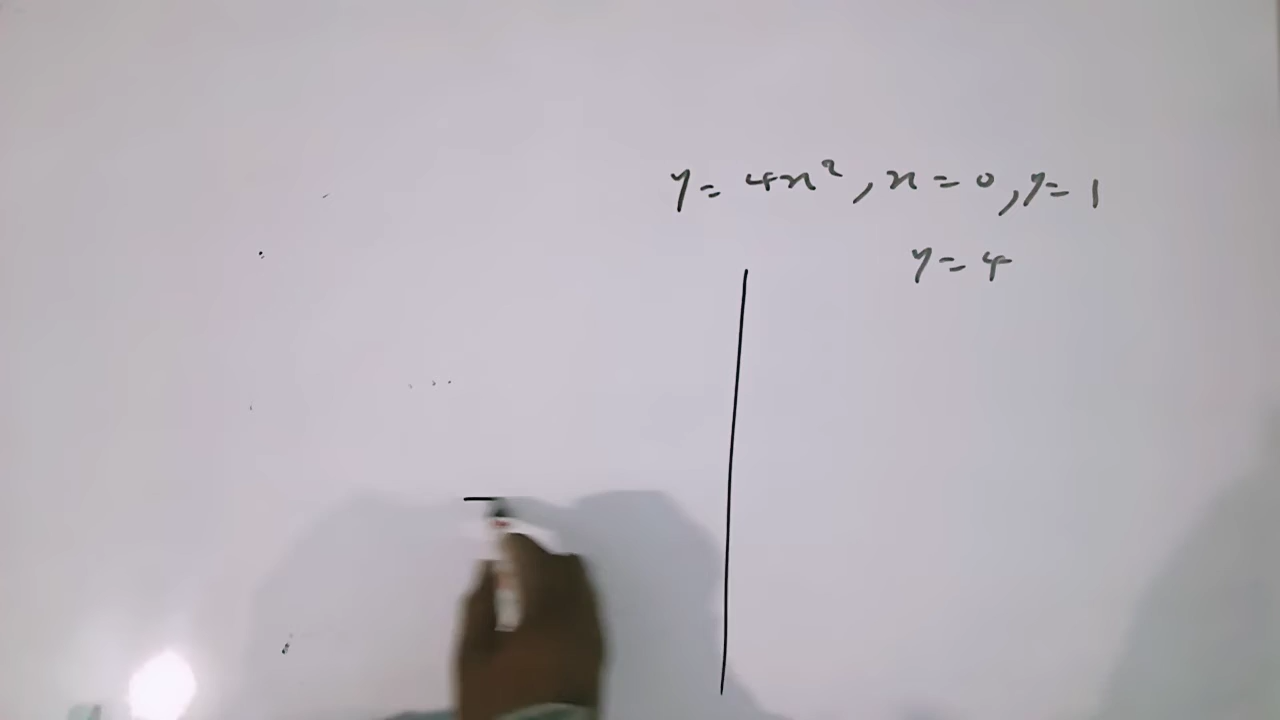 y = 4x², x = 0, y = 1
y = 4